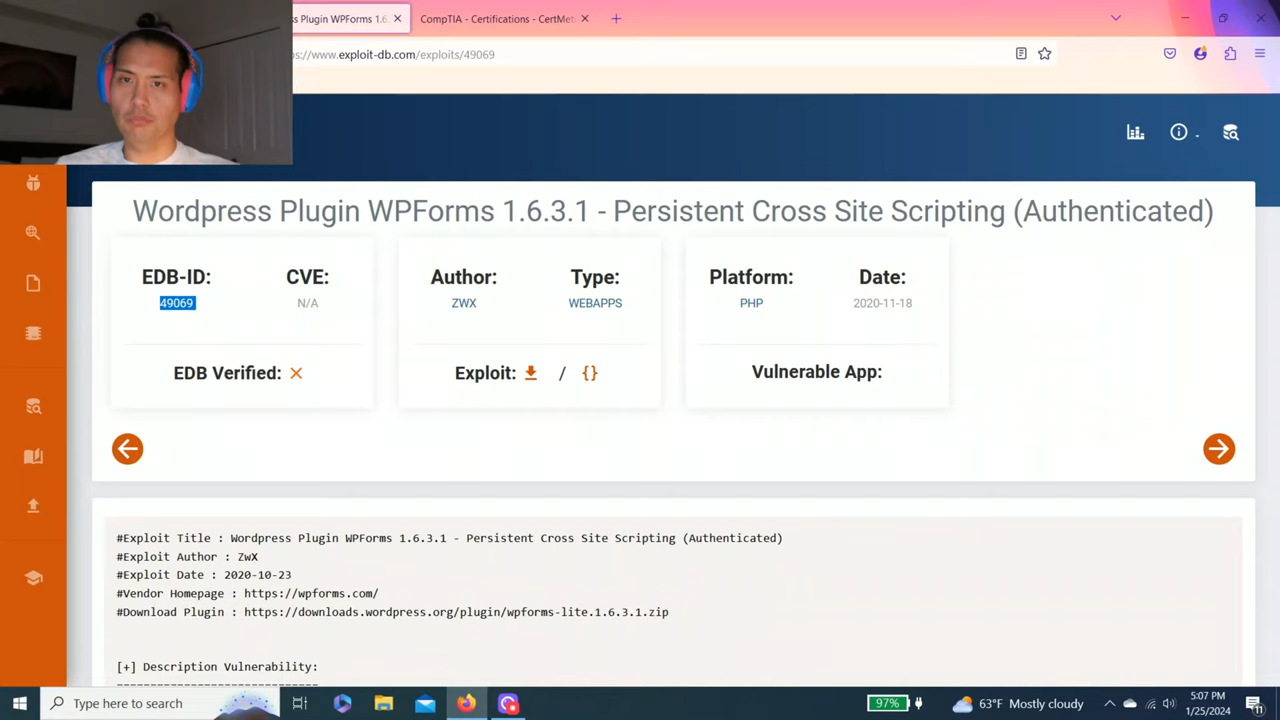 ss Plugin WPForms 1.6.
CompTIA - Certifications - CertMet
s://www.exploit-db.com/exploits/49069
Wordpress Plugin WPForms 1.6.3.1 - Persistent Cross Site Scripting (Authenticated)
EDB-ID:
49069
CVE:
N/A
Author:
ZWX
Type:
WEBAPPS
Platform:
PHP
Date:
2020-11-18
EDB Verified: ×
Exploit: / {}
Vulnerable App:
#Exploit Title : Wordpress Plugin WPForms 1.6.3.1 - Persistent Cross Site Scripting (Authenticated)
#Exploit Author : ZwX
#Exploit Date : 2020-10-23
#Vendor Homepage : https://wpforms.com/
#Download Plugin : https://downloads.wordpress.org/plugin/wpforms-lite.1.6.3.1.zip
[+] Description Vulnerability:
------------------------------
Type here to search
97%
63°F Mostly cloudy
5:07 PM
1/25/2024
11